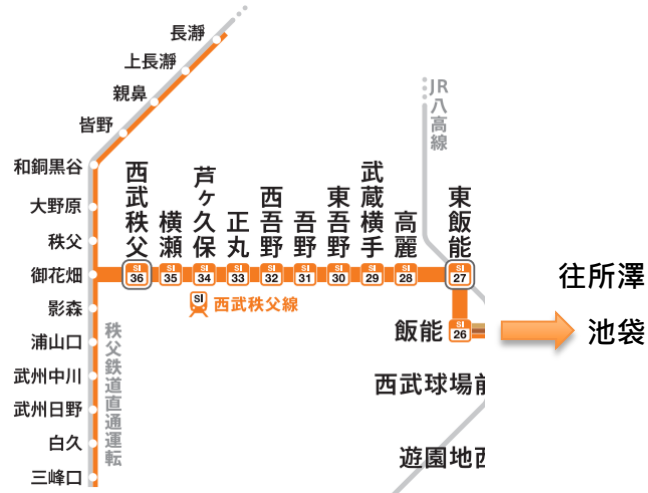 長瀞
上長瀞
親鼻
皆野
和銅黒谷
大野原
秩父
御花畑
影森
浦山口
武州中川
武州日野
白久
三峰口
秩父鉄道直通運転
西武秩父
横瀬
芦ヶ久保
正丸
西吾野
吾野
東吾野
武蔵横手
高麗
東飯能
JR八高線
SI 36
SI 35
SI 34
SI 33
SI 32
SI 31
SI 30
SI 29
SI 28
SI 27
SI 西武秩父線
飯能
SI 26
往所澤
池袋
西武球場前
遊園地西